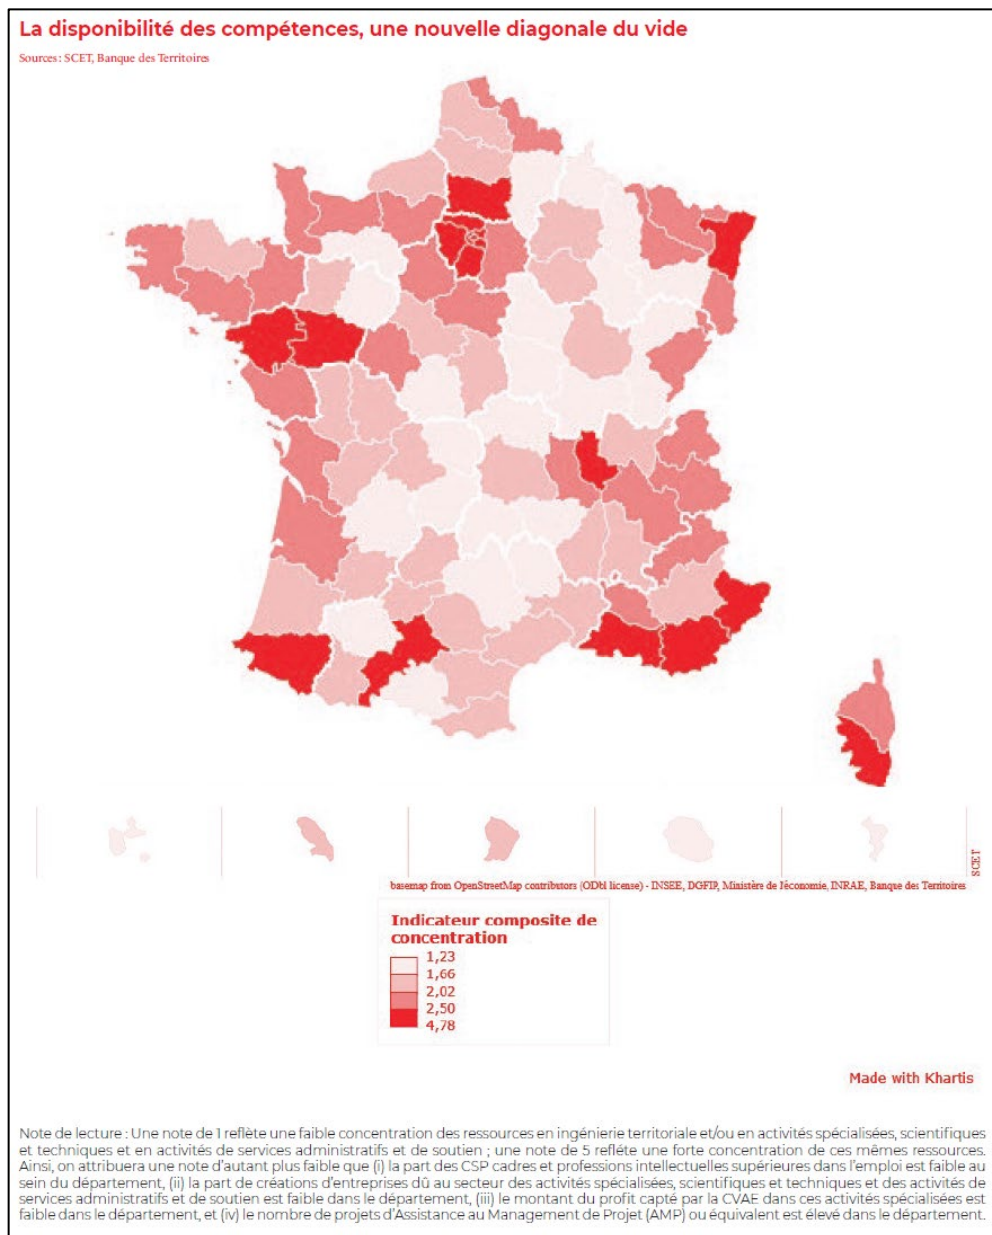 La disponibilité des compétences, une nouvelle diagonale du vide
Sources : SCET, Banque des Territoires
SCET
basemap from OpenStreetMap contributors (ODbl license) - INSEE, DGFIP, Ministère de l'économie, INRAE, Banque des Territoires
Indicateur composite de
concentration
1,23
1,66
2,02
2,50
4,78
Made with Khartis
Note de lecture : Une note de 1 reflète une faible concentration des ressources en ingénierie territoriale et/ou en activités spécialisées, scientifiques
et techniques et en activités de services administratifs et de soutien ; une note de 5 refléte une forte concentration de ces mêmes ressources.
Ainsi, on attribuera une note d'autant plus faible que (i) la part des CSP cadres et professions intellectuelles supérieures dans l'emploi est faible au
sein du département, (ii) la part de créations d'entreprises dû au secteur des activités spécialisées, scientifiques et techniques et des activités de
services administratifs et de soutien est faible dans le département, (iii) le montant du profit capté par la CVAE dans ces activités spécialisées est
faible dans le département, et (iv) le nombre de projets d'Assistance au Management de Projet (AMP) ou équivalent est élevé dans le département.